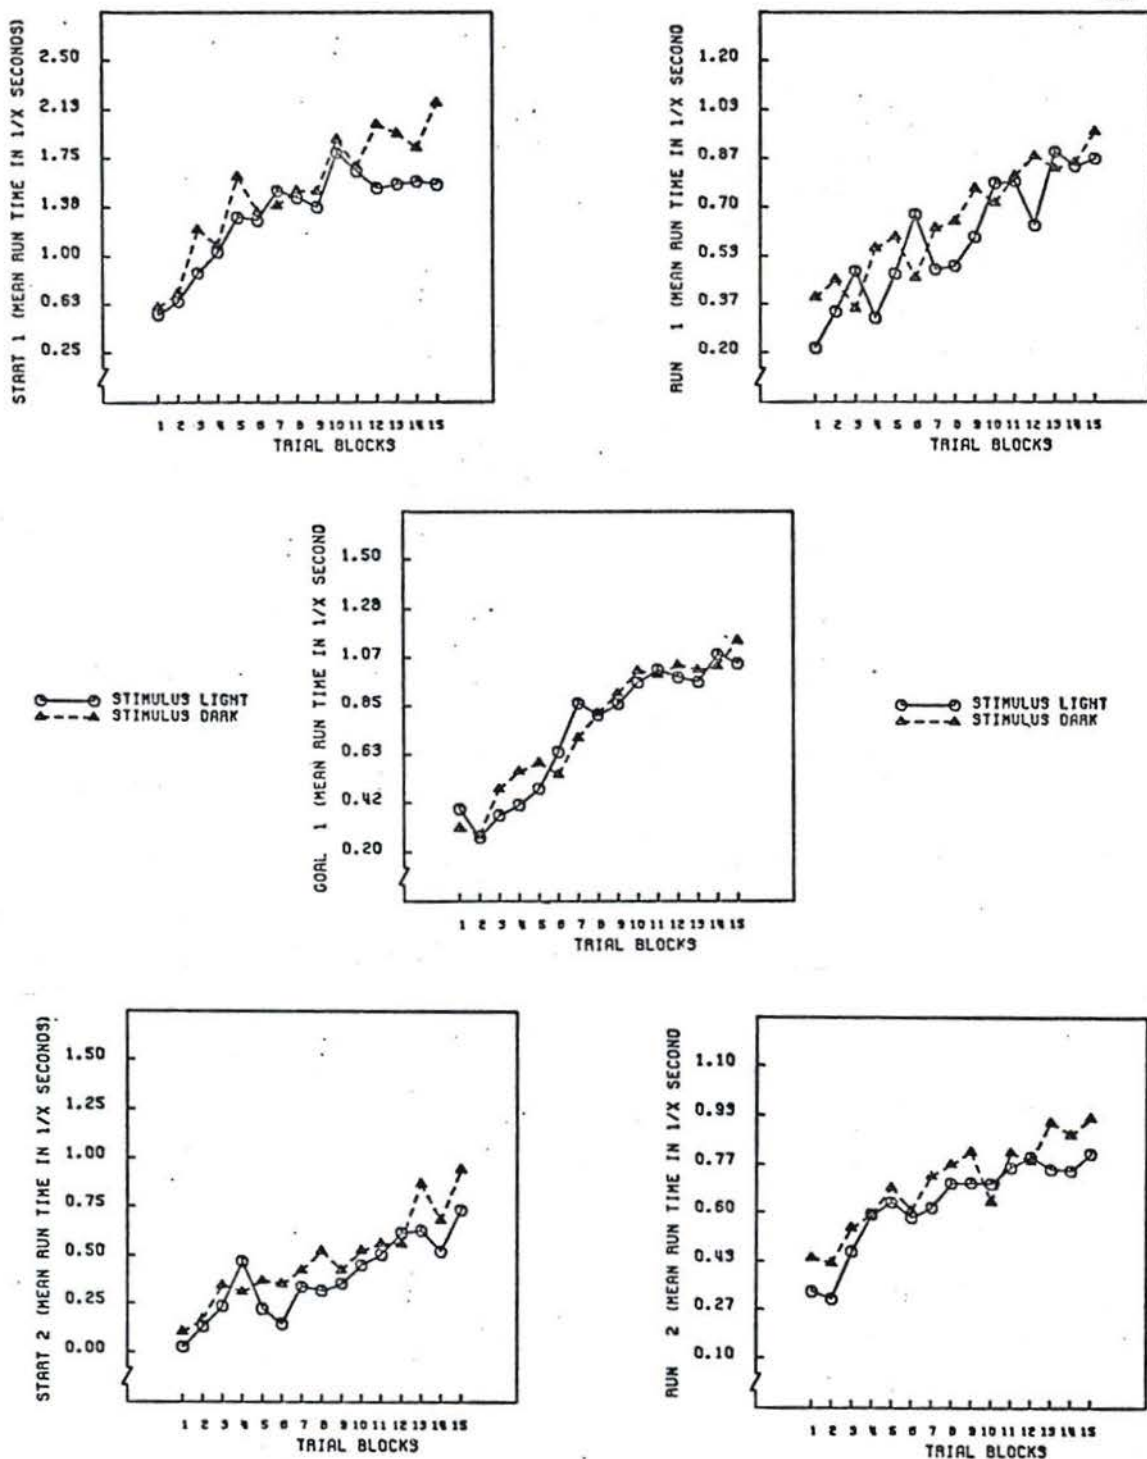 START 1 (MEAN RUN TIME IN 1/X SECONDS)
2.50
2.13
1.75
1.38
1.00
0.63
0.25
1 2 3 4 5 6 7 8 9 10 11 12 13 14 15
TRIAL BLOCKS
RUN 1 (MEAN RUN TIME IN 1/X SECOND
1.20
1.03
0.87
0.70
0.53
0.37
0.20
1 2 3 4 5 6 7 8 9 10 11 12 13 14 15
TRIAL BLOCKS
GOAL 1 (MEAN RUN TIME IN 1/X SECOND
1.50
1.28
1.07
0.85
0.63
0.42
0.20
1 2 3 4 5 6 7 8 9 10 11 12 13 14 15
TRIAL BLOCKS
STIMULUS LIGHT
STIMULUS DARK
STIMULUS LIGHT
STIMULUS DARK
START 2 (MEAN RUN TIME IN 1/X SECONDS)
1.50
1.25
1.00
0.75
0.50
0.25
0.00
1 2 3 4 5 6 7 8 9 10 11 12 13 14 15
TRIAL BLOCKS
RUN 2 (MEAN RUN TIME IN 1/X SECOND
1.10
0.93
0.77
0.60
0.43
0.27
0.10
1 2 3 4 5 6 7 8 9 10 11 12 13 14 15
TRIAL BLOCKS